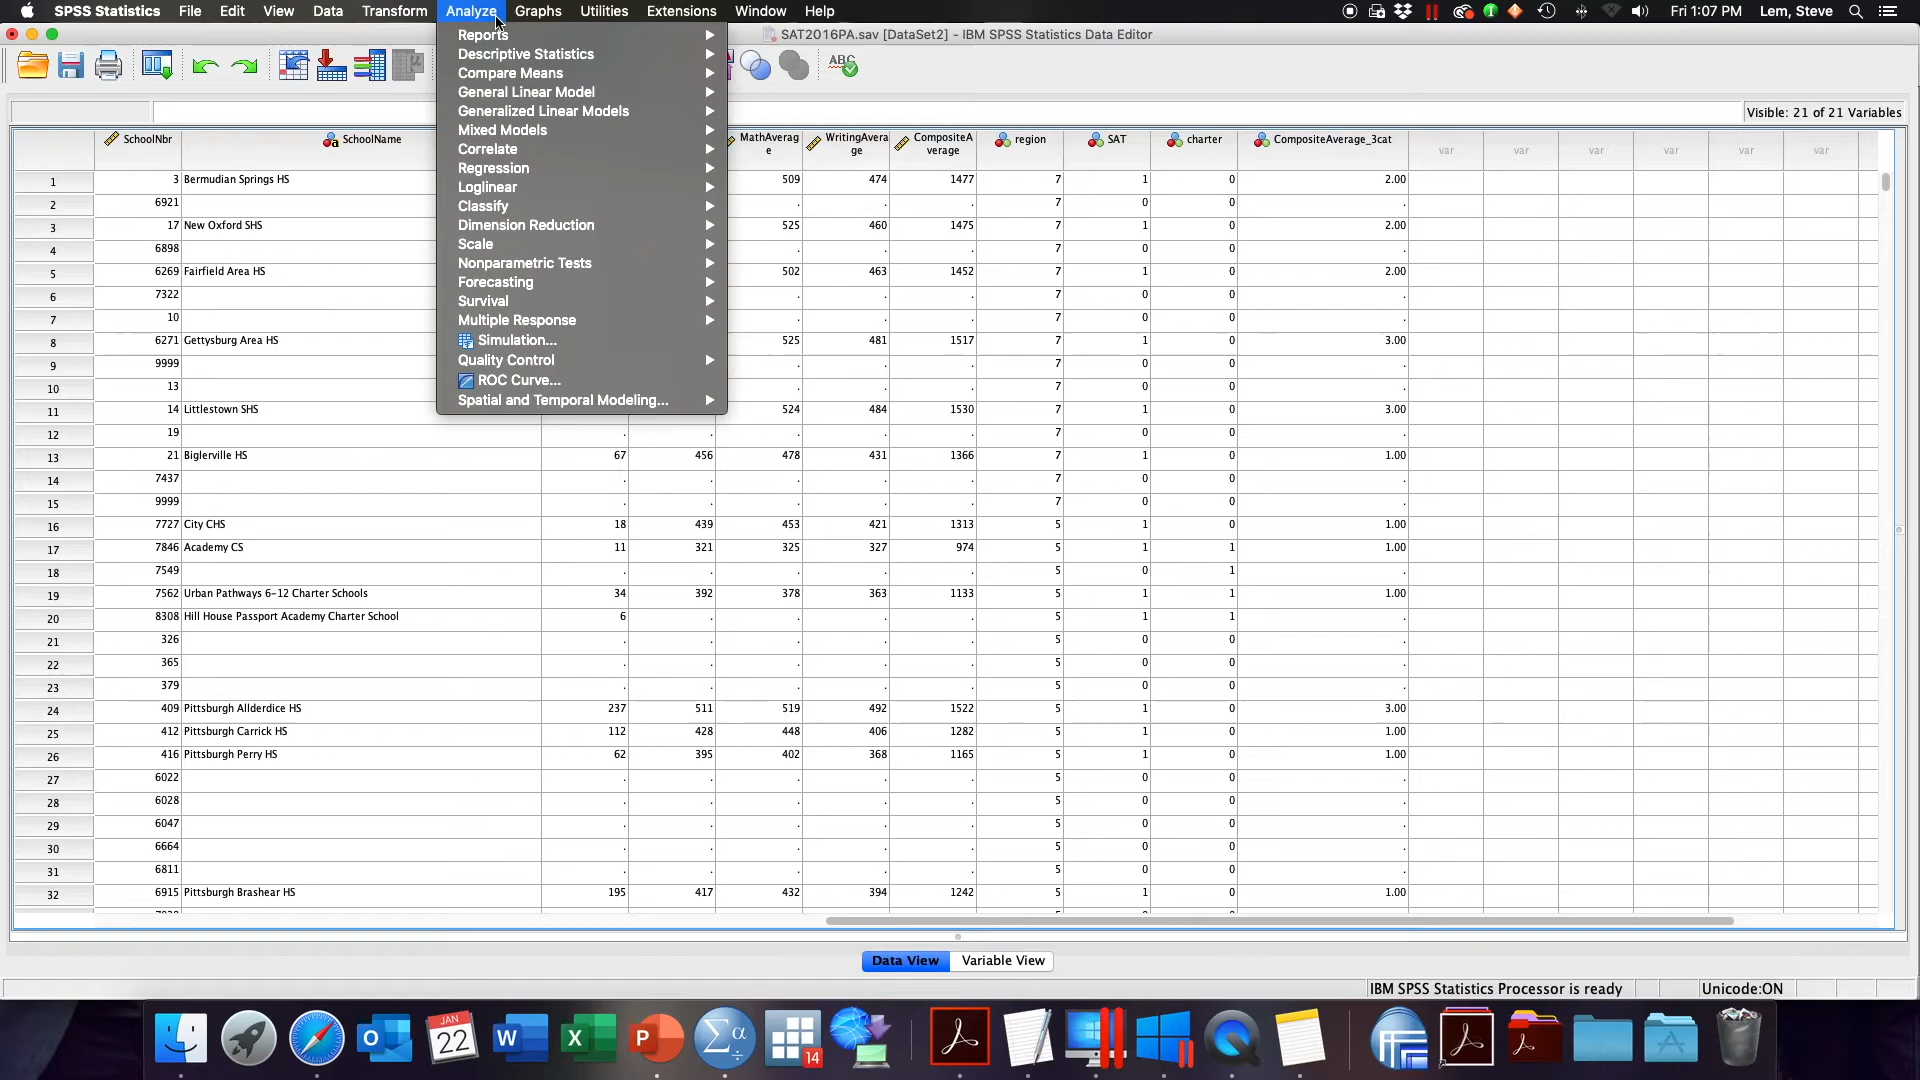 SPSS Statistics File Edit View Data Transform Analyze Graphs Utilities Extensions Window Help Fri 1:07 PM Lem, Steve
SAT2016PA.sav [DataSet2] - IBM SPSS Statistics Data Editor
Reports
Descriptive Statistics
Compare Means
General Linear Model
Generalized Linear Models
Mixed Models
Correlate
Regression
Loglinear
Classify
Dimension Reduction
Scale
Nonparametric Tests
Forecasting
Survival
Multiple Response
Simulation...
Quality Control
ROC Curve...
Spatial and Temporal Modeling...
ABC
Visible: 21 of 21 Variables
SchoolNbr SchoolName MathAverag e WritingAvera ge CompositeA verage region SAT charter CompositeAverage_3cat var var var var var var
1 3 Bermudian Springs HS 509 474 1477 7 1 0 2.00
2 6921 . . . 7 0 0 .
3 17 New Oxford SHS 525 460 1475 7 1 0 2.00
4 6898 . . . 7 0 0 .
5 6269 Fairfield Area HS 502 463 1452 7 1 0 2.00
6 7322 . . . 7 0 0 .
7 10 . . . 7 0 0 .
8 6271 Gettysburg Area HS 525 481 1517 7 1 0 3.00
9 9999 . . . 7 0 0 .
10 13 . . . 7 0 0 .
11 14 Littlestown SHS 524 484 1530 7 1 0 3.00
12 19 . . . . . 7 0 0 .
13 21 Biglerville HS 67 456 478 431 1366 7 1 0 1.00
14 7437 . . . . . 7 0 0 .
15 9999 . . . . . 7 0 0 .
16 7727 City CHS 18 439 453 421 1313 5 1 0 1.00
17 7846 Academy CS 11 321 325 327 974 5 1 1 1.00
18 7549 . . . . . 5 0 1 .
19 7562 Urban Pathways 6-12 Charter Schools 34 392 378 363 1133 5 1 1 1.00
20 8308 Hill House Passport Academy Charter School 6 . . . . 5 1 1 .
21 326 . . . . . 5 0 0 .
22 365 . . . . . 5 0 0 .
23 379 . . . . . 5 0 0 .
24 409 Pittsburgh Allderdice HS 237 511 519 492 1522 5 1 0 3.00
25 412 Pittsburgh Carrick HS 112 428 448 406 1282 5 1 0 1.00
26 416 Pittsburgh Perry HS 62 395 402 368 1165 5 1 0 1.00
27 6022 . . . . . 5 0 0 .
28 6028 . . . . . 5 0 0 .
29 6047 . . . . . 5 0 0 .
30 6664 . . . . . 5 0 0 .
31 6811 . . . . . 5 0 0 .
32 6915 Pittsburgh Brashear HS 195 417 432 394 1242 5 1 0 1.00
Data View Variable View
IBM SPSS Statistics Processor is ready Unicode:ON
JAN
22
14